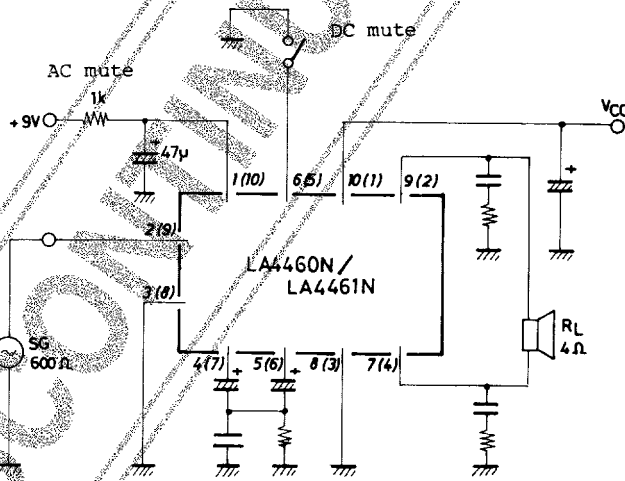 DC mute
AC mute
1k
+9V
VCC
+
47μ
+
1(10)
6(5)
10(1)
9(2)
2(9)
LA4460N/
LA4461N
3(8)
SG
600Ω
RL
4Ω
4(7)
5(6)
8(3)
7(4)
+
+